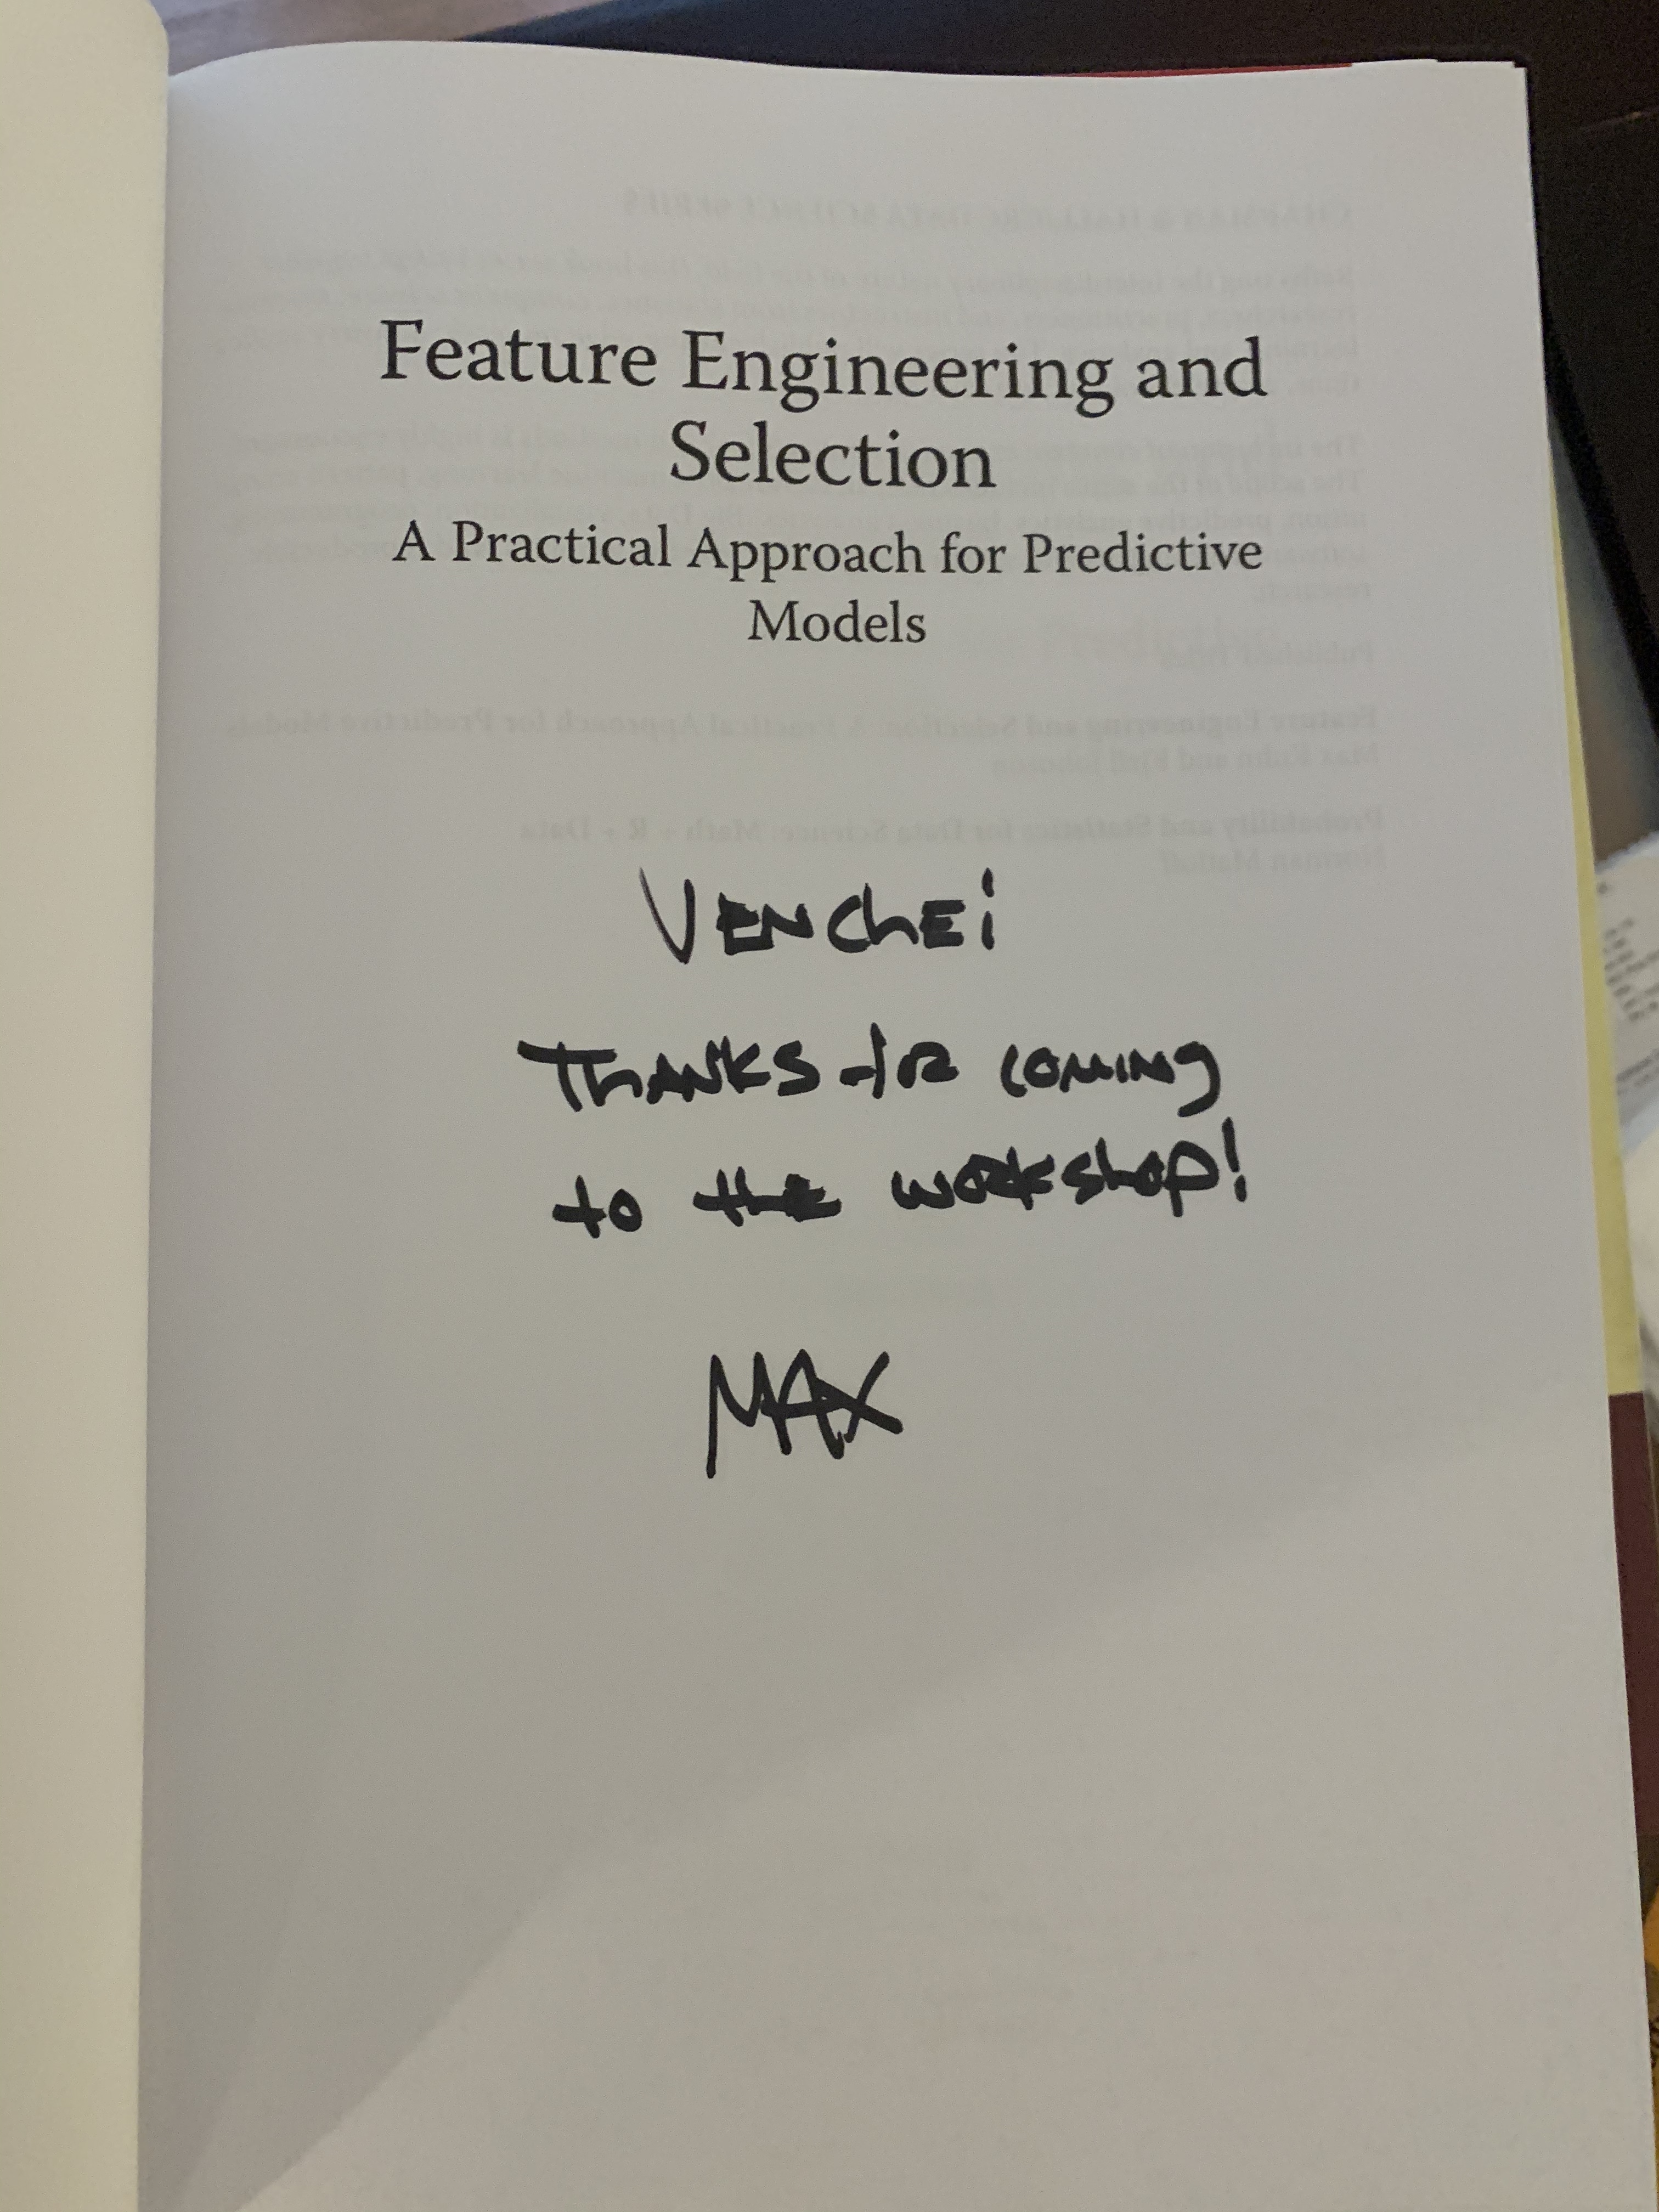 Feature Engineering and
Selection
A Practical Approach for Predictive
Models
VENCHEi
THANKS for coming
to the workshop!
MAX